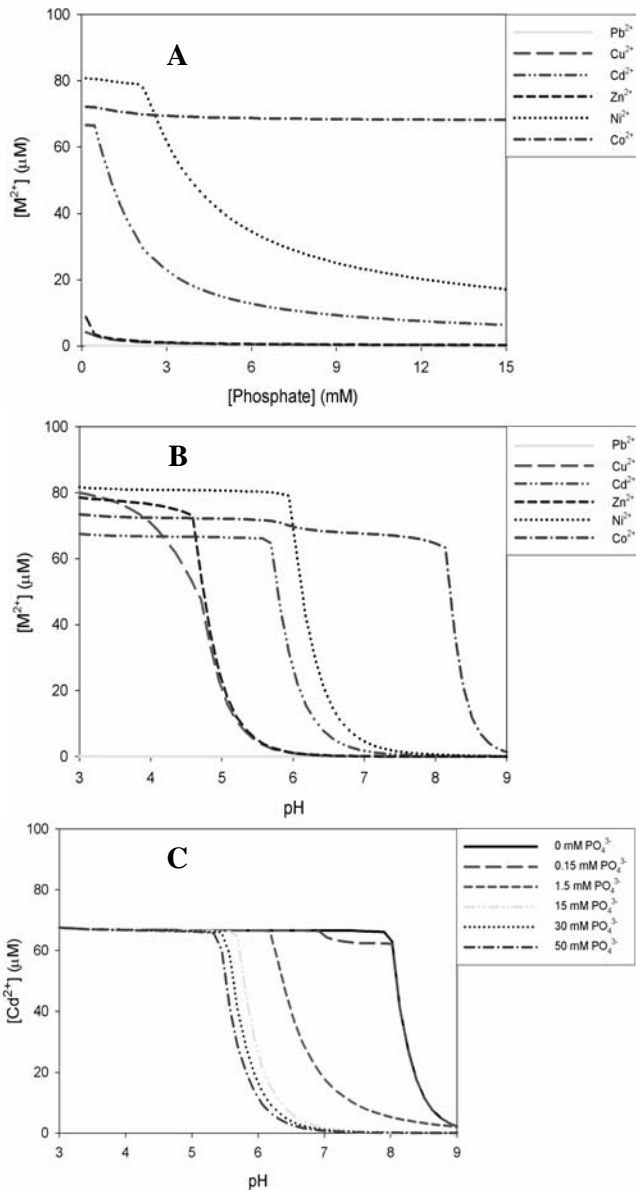 A
100
80
60
40
20
0
[M2+] (μM)
0 3 6 9 12 15
[Phosphate] (mM)
Pb2+
Cu2+
Cd2+
Zn2+
Ni2+
Co2+
B
100
80
60
40
20
0
[M2+] (μM)
3 4 5 6 7 8 9
pH
Pb2+
Cu2+
Cd2+
Zn2+
Ni2+
Co2+
C
100
80
60
40
20
0
[Cd2+] (μM)
3 4 5 6 7 8 9
pH
0 mM PO43-
0.15 mM PO43-
1.5 mM PO43-
15 mM PO43-
30 mM PO43-
50 mM PO43-